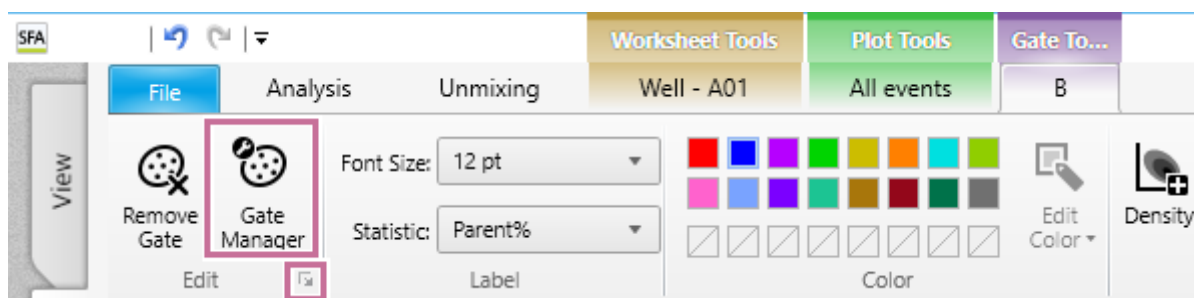 SFA
Worksheet Tools
Plot Tools
Gate To...
File
Analysis
Unmixing
Well - A01
All events
B
View
Remove
Gate
Gate
Manager
Font Size:
12 pt
Statistic:
Parent%
Edit
Color
Density
Edit
Label
Color